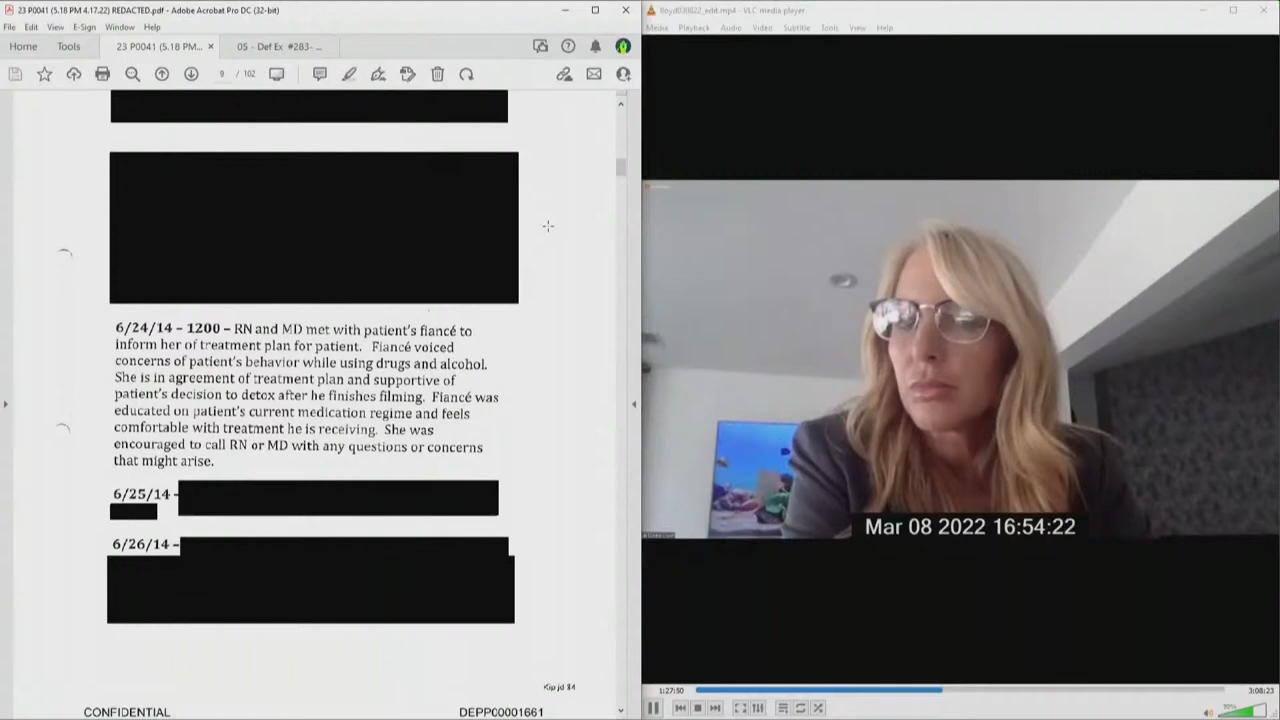 23 P0041 (5.18 PM 4.17.22) REDACTED.pdf - Adobe Acrobat Pro DC (32-bit)
File Edit View E-Sign Window Help
Home Tools 23 P0041 (5.18 PM... × 05 - Def Ex #283-...
9 / 102
6/24/14 – 1200 – RN and MD met with patient's fiancé to
inform her of treatment plan for patient. Fiancé voiced
concerns of patient's behavior while using drugs and alcohol.
She is in agreement of treatment plan and supportive of
patient's decision to detox after he finishes filming. Fiancé was
educated on patient's current medication regime and feels
comfortable with treatment he is receiving. She was
encouraged to call RN or MD with any questions or concerns
that might arise.
6/25/14 –
6/26/14 –
Kipjd 84
CONFIDENTIAL DEPP00001661
lloyd030822_edit.mp4 - VLC media player
Media Playback Audio Video Subtitle Tools View Help
Mar 08 2022 16:54:22
1:27:50 3:08:23